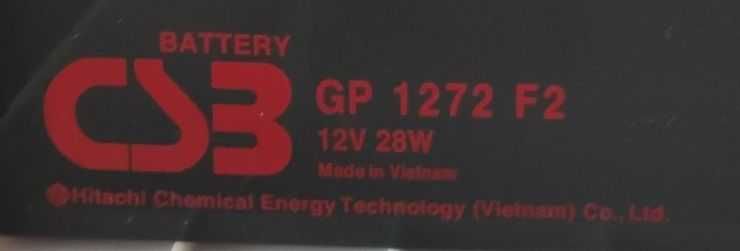 BATTERY
CSB
GP 1272 F2
12V 28W
Made in Vietnam
Hitachi Chemical Energy Technology (Vietnam) Co., Ltd.